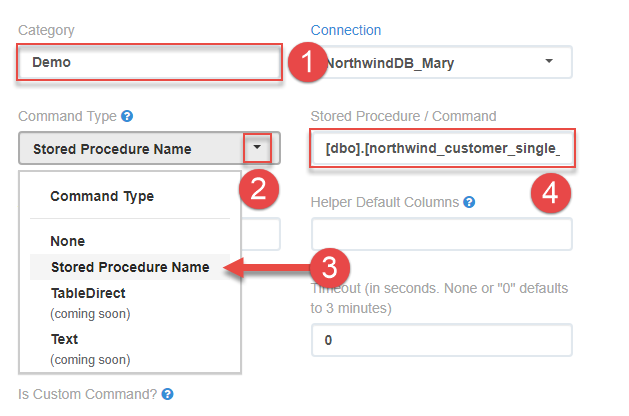 Category
Demo
1
Connection
NorthwindDB_Mary
Command Type ?
Stored Procedure Name
2
Stored Procedure / Command
[dbo].[northwind_customer_single_
4
Command Type
None
Stored Procedure Name
3
TableDirect
(coming soon)
Text
(coming soon)
Helper Default Columns ?
Timeout (in seconds. None or "0" defaults
to 3 minutes)
0
Is Custom Command? ?